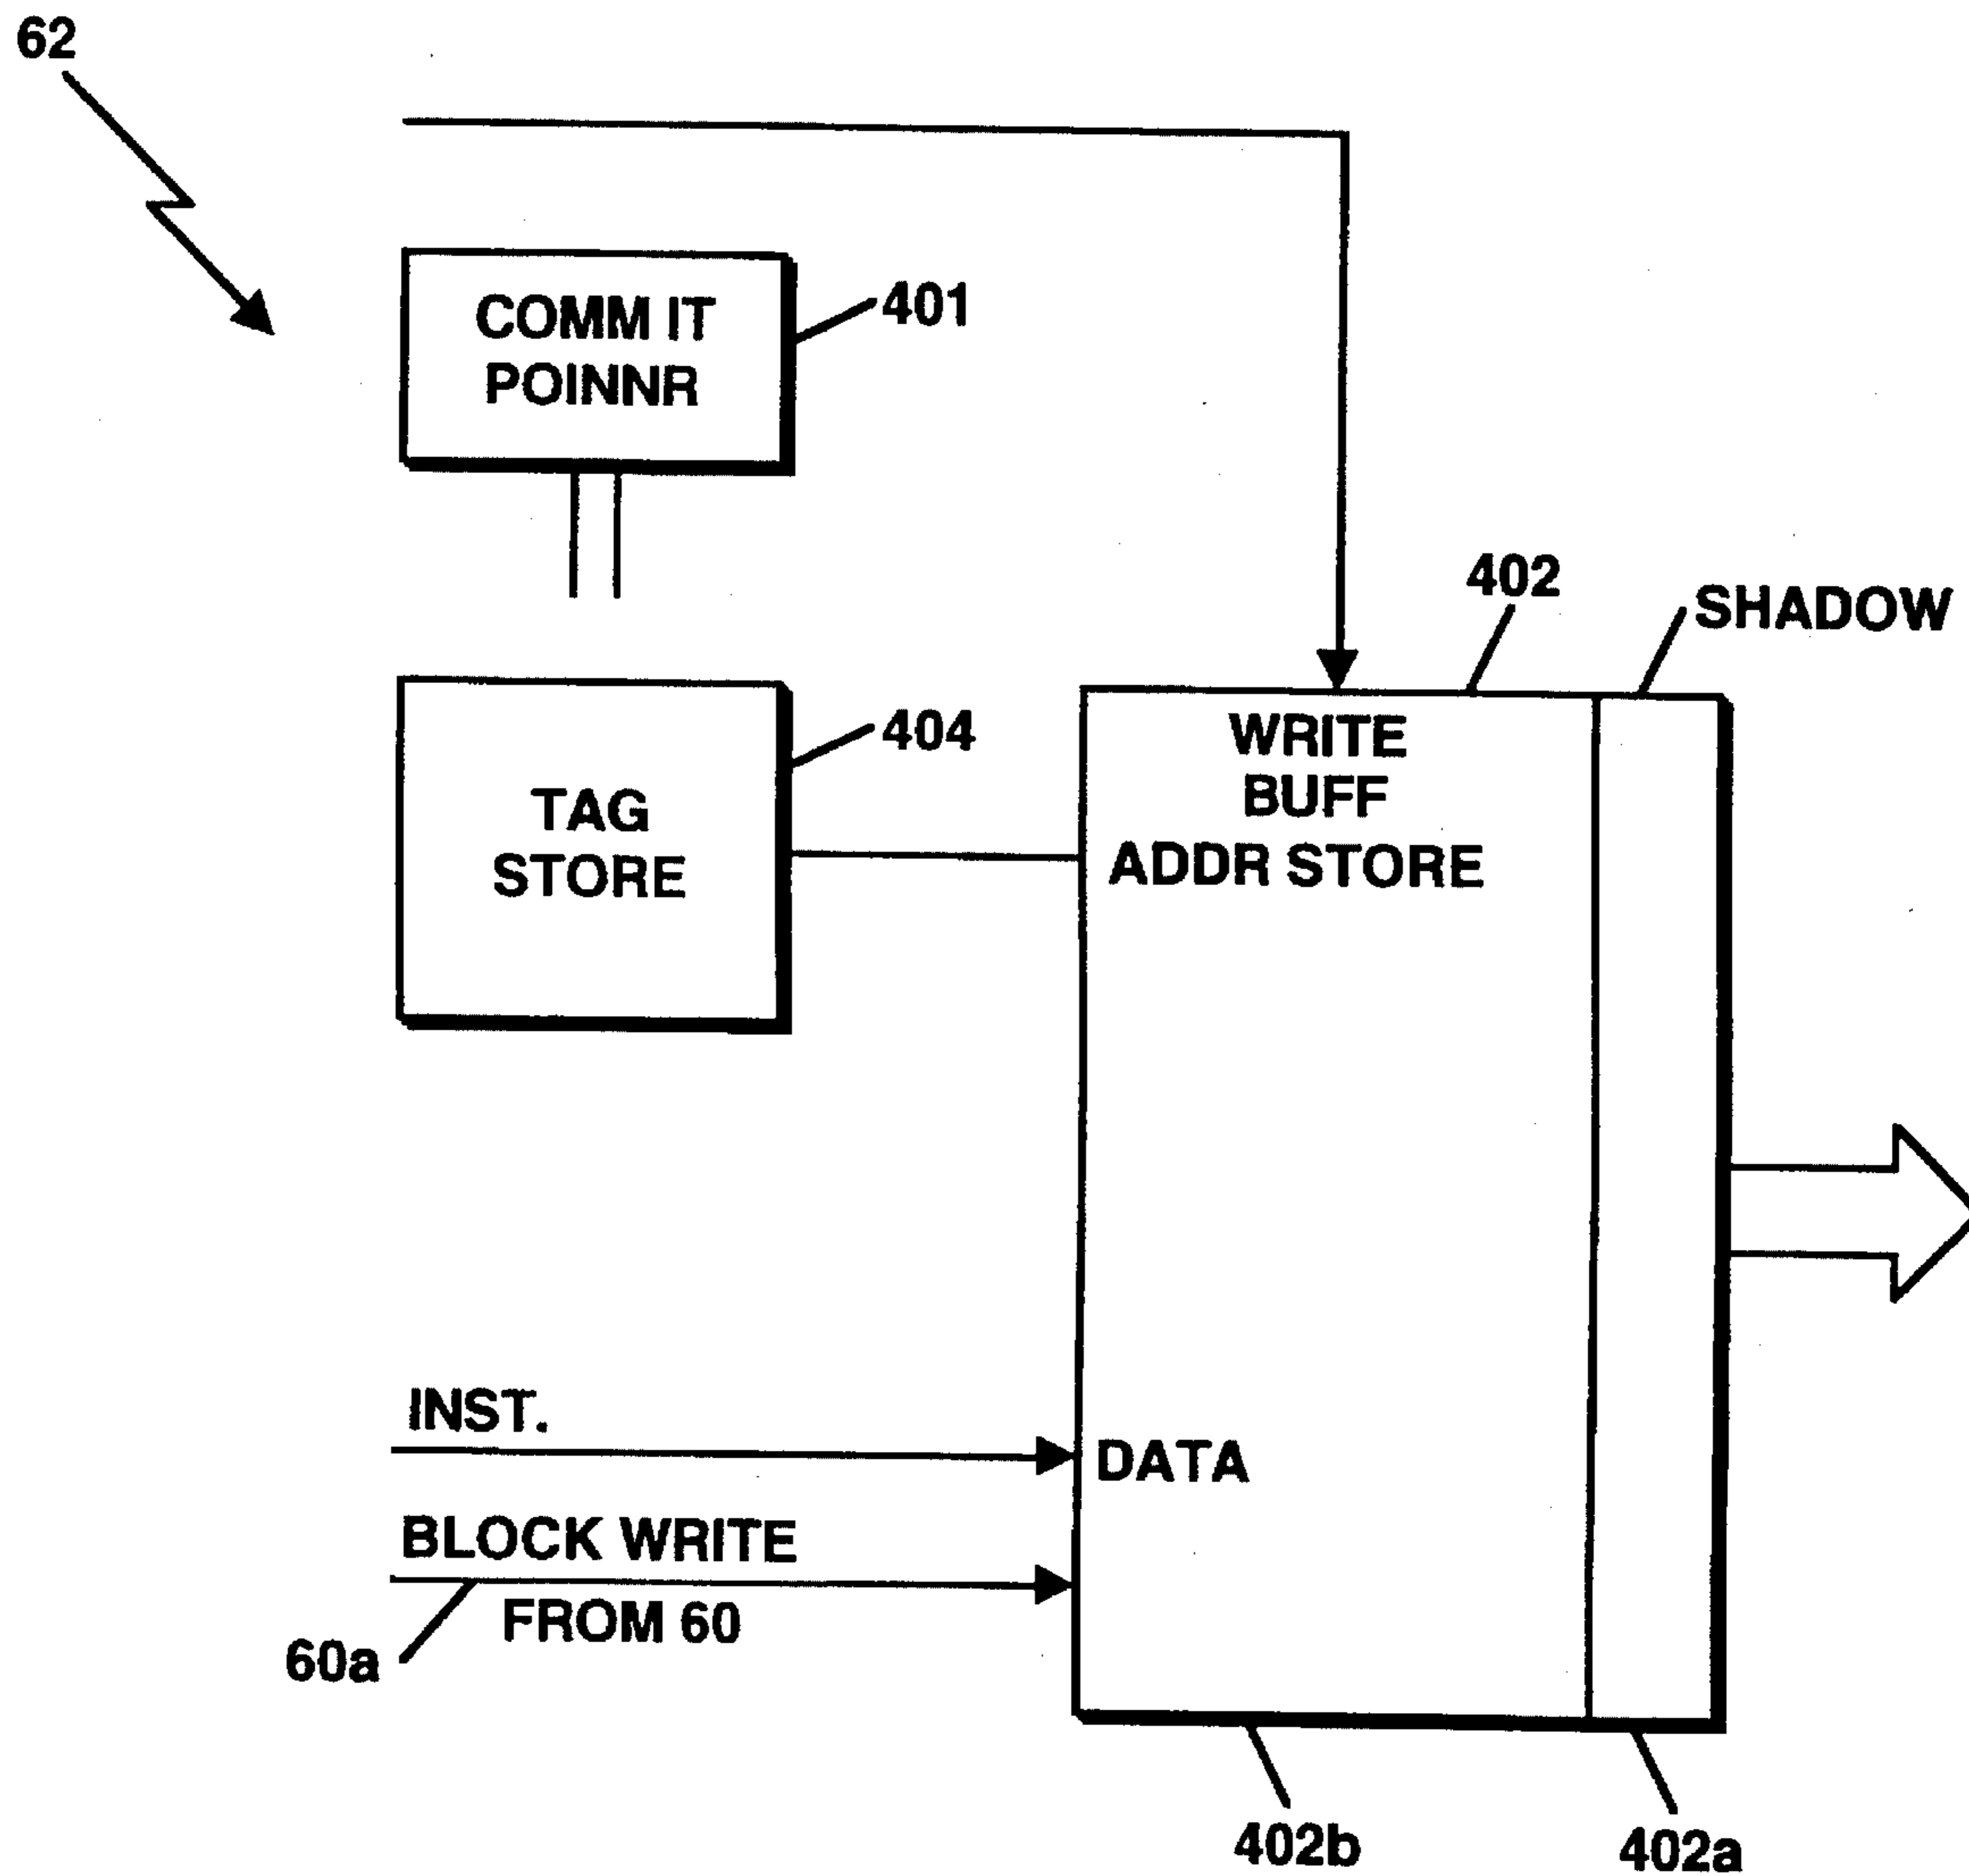 62
COMM IT
POINNR
401
402
SHADOW
TAG
STORE
404
WRITE
BUFF
ADDR STORE
INST.
DATA
BLOCK WRITE
FROM 60
60a
402b
402a